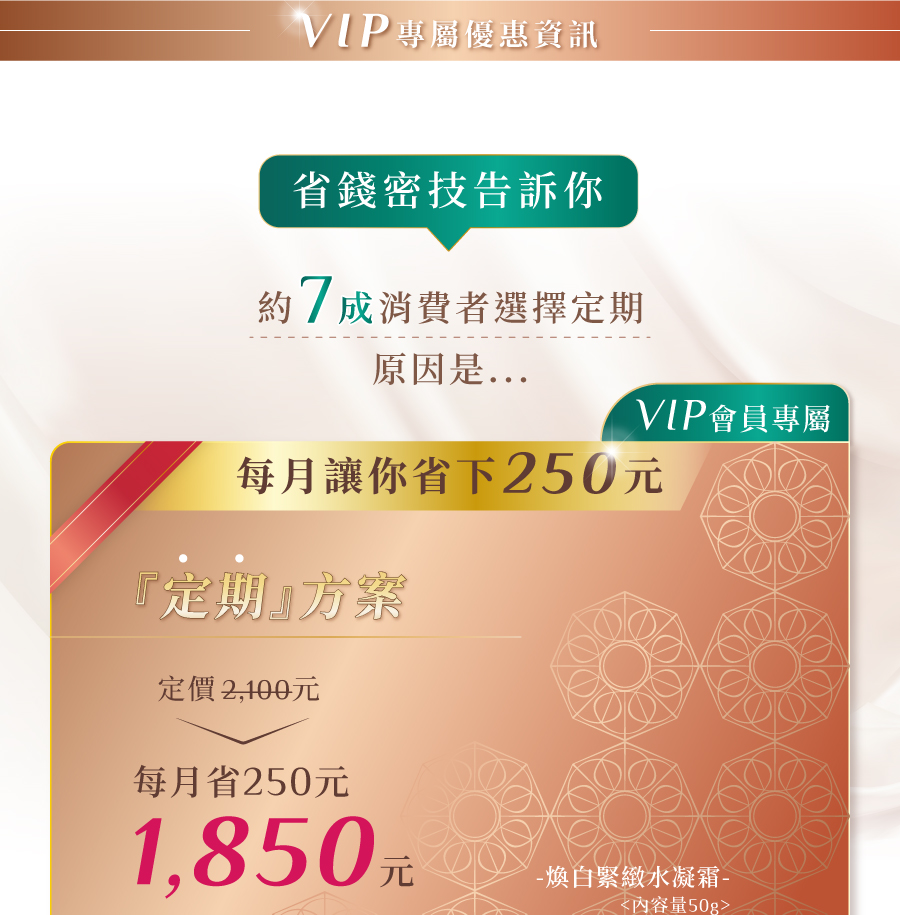 VIP專屬優惠資訊
省錢密技告訴你
約7成消費者選擇定期
原因是...
VIP會員專屬
每月讓你省下250元
『定期』方案
定價2,100元
每月省250元
1,850元
-煥白緊緻水凝霜-
<內容量50g>